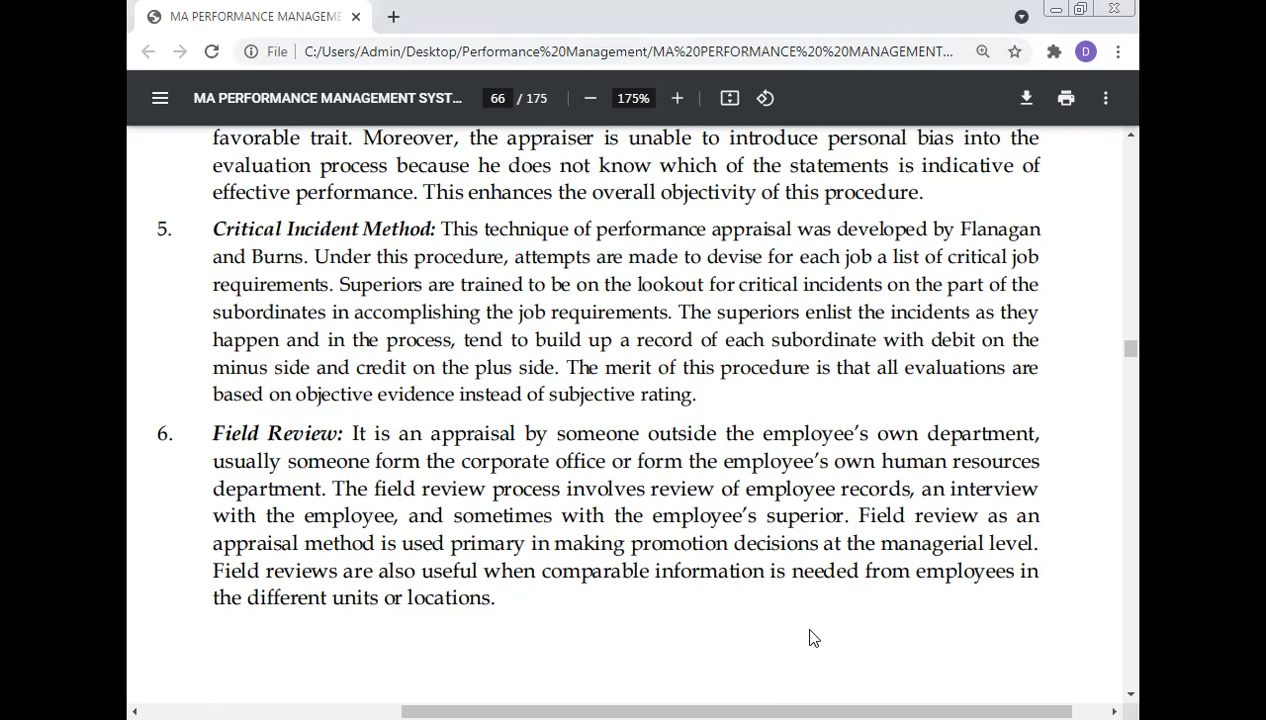 MA PERFORMANCE MANAGEME
File C:/Users/Admin/Desktop/Performance%20Management/MA%20PERFORMANCE%20%20MANAGEMENT... D
MA PERFORMANCE MANAGEMENT SYST... 66 / 175 175%
favorable trait. Moreover, the appraiser is unable to introduce personal bias into the
evaluation process because he does not know which of the statements is indicative of
effective performance. This enhances the overall objectivity of this procedure.
5. Critical Incident Method: This technique of performance appraisal was developed by Flanagan
and Burns. Under this procedure, attempts are made to devise for each job a list of critical job
requirements. Superiors are trained to be on the lookout for critical incidents on the part of the
subordinates in accomplishing the job requirements. The superiors enlist the incidents as they
happen and in the process, tend to build up a record of each subordinate with debit on the
minus side and credit on the plus side. The merit of this procedure is that all evaluations are
based on objective evidence instead of subjective rating.
6. Field Review: It is an appraisal by someone outside the employee's own department,
usually someone form the corporate office or form the employee's own human resources
department. The field review process involves review of employee records, an interview
with the employee, and sometimes with the employee's superior. Field review as an
appraisal method is used primary in making promotion decisions at the managerial level.
Field reviews are also useful when comparable information is needed from employees in
the different units or locations.